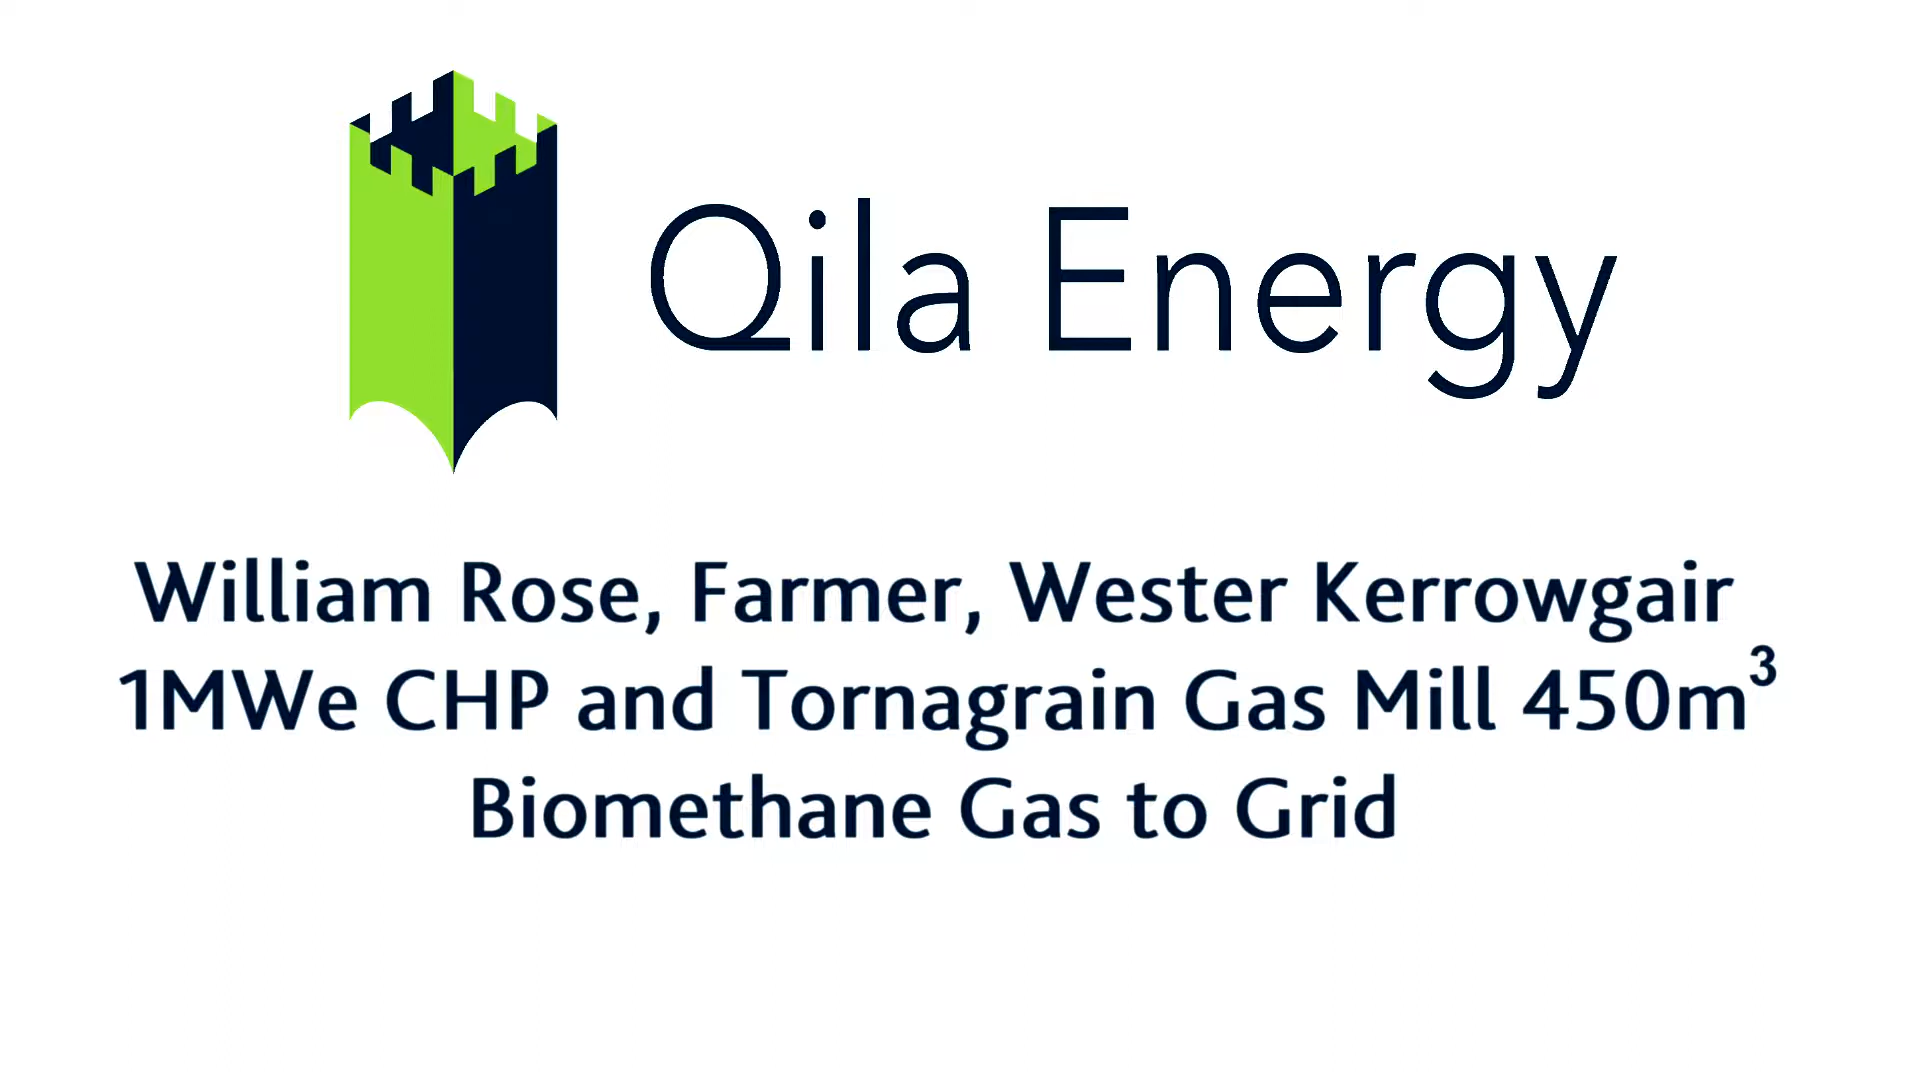 Qila Energy
William Rose, Farmer, Wester Kerrowgair
1MWe CHP and Tornagrain Gas Mill 450m³
Biomethane Gas to Grid